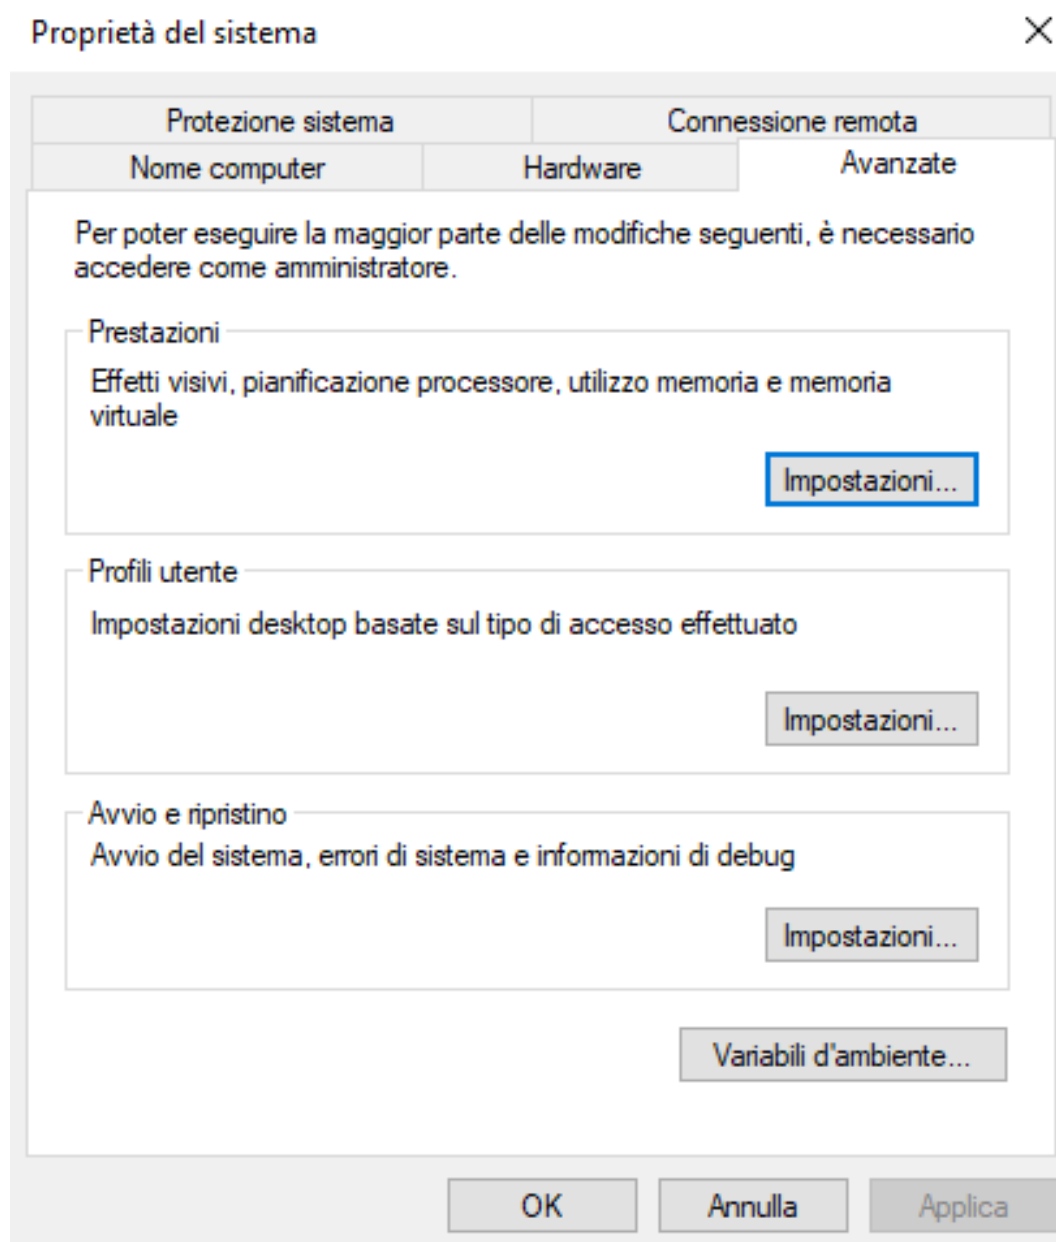 Proprietà del sistema
Protezione sistema
Connessione remota
Nome computer
Hardware
Avanzate
Per poter eseguire la maggior parte delle modifiche seguenti, è necessario
accedere come amministratore.
Prestazioni
Effetti visivi, pianificazione processore, utilizzo memoria e memoria
virtuale
Impostazioni...
Profili utente
Impostazioni desktop basate sul tipo di accesso effettuato
Impostazioni...
Avvio e ripristino
Avvio del sistema, errori di sistema e informazioni di debug
Impostazioni...
Variabili d'ambiente...
OK
Annulla
Applica